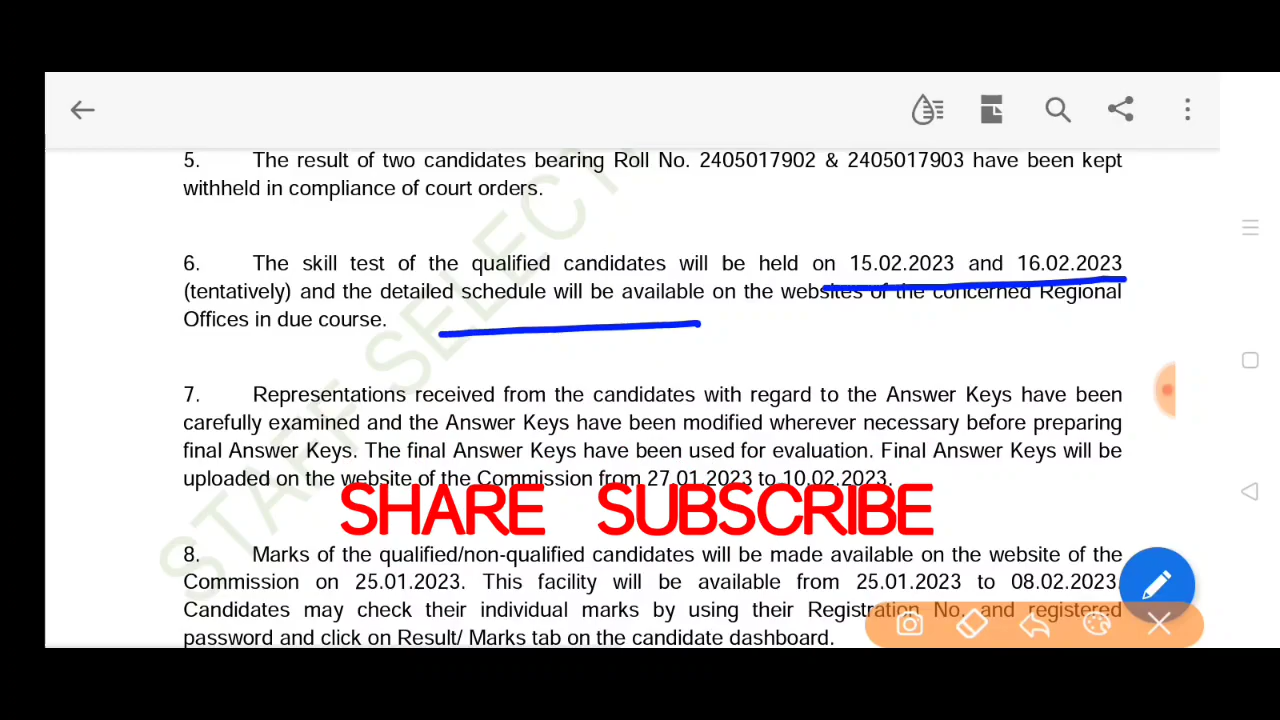 5. The result of two candidates bearing Roll No. 2405017902 & 2405017903 have been kept
withheld in compliance of court orders.
6. The skill test of the qualified candidates will be held on 15.02.2023 and 16.02.2023
(tentatively) and the detailed schedule will be available on the websites of the concerned Regional
Offices in due course.
7. Representations received from the candidates with regard to the Answer Keys have been
carefully examined and the Answer Keys have been modified wherever necessary before preparing
final Answer Keys. The final Answer Keys have been used for evaluation. Final Answer Keys will be
uploaded on the website of the Commission from 27.01.2023 to 10.02.2023.
SHARE SUBSCRIBE
8. Marks of the qualified/non-qualified candidates will be made available on the website of the
Commission on 25.01.2023. This facility will be available from 25.01.2023 to 08.02.2023
Candidates may check their individual marks by using their Registration No. and registered
password and click on Result/ Marks tab on the candidate dashboard.
STAFF SELECT